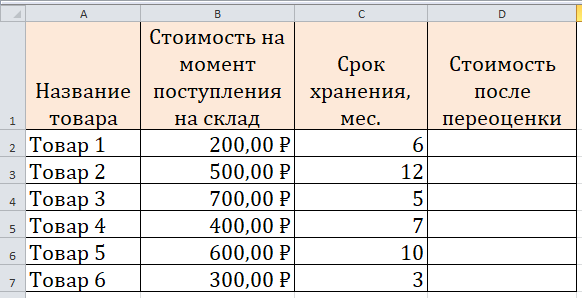 A B C D
1 Название товара Стоимость на момент поступления на склад Срок хранения, мес. Стоимость после переоценки
2 Товар 1 200,00 ₽ 6
3 Товар 2 500,00 ₽ 12
4 Товар 3 700,00 ₽ 5
5 Товар 4 400,00 ₽ 7
6 Товар 5 600,00 ₽ 10
7 Товар 6 300,00 ₽ 3